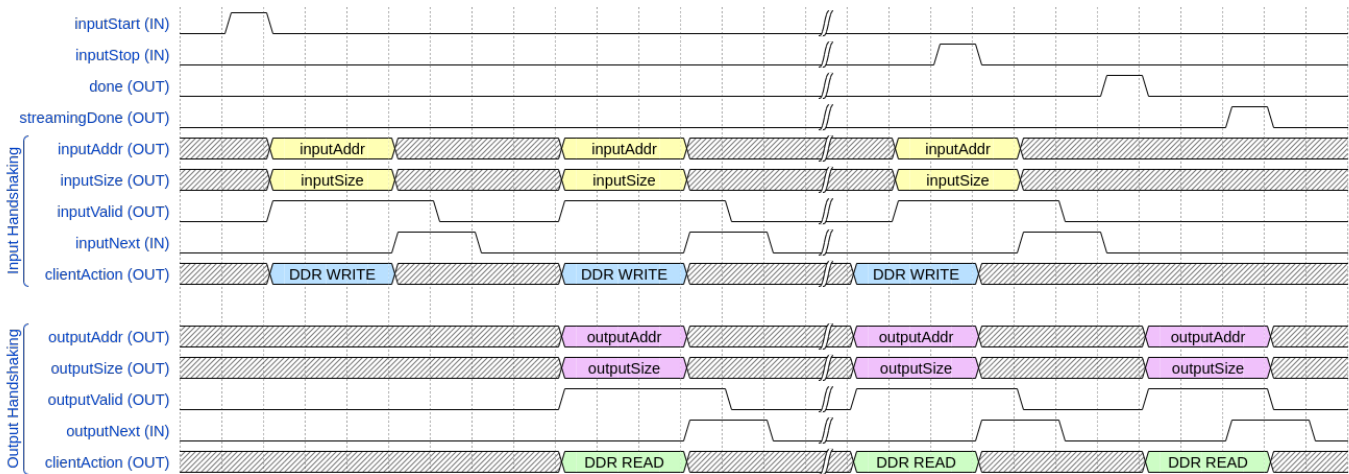 inputStart (IN)
inputStop (IN)
done (OUT)
streamingDone (OUT)
Input Handshaking
inputAddr (OUT) inputAddr inputAddr inputAddr
inputSize (OUT) inputSize inputSize inputSize
inputValid (OUT)
inputNext (IN)
clientAction (OUT) DDR WRITE DDR WRITE DDR WRITE
Output Handshaking
outputAddr (OUT) outputAddr outputAddr outputAddr
outputSize (OUT) outputSize outputSize outputSize
outputValid (OUT)
outputNext (IN)
clientAction (OUT) DDR READ DDR READ DDR READ